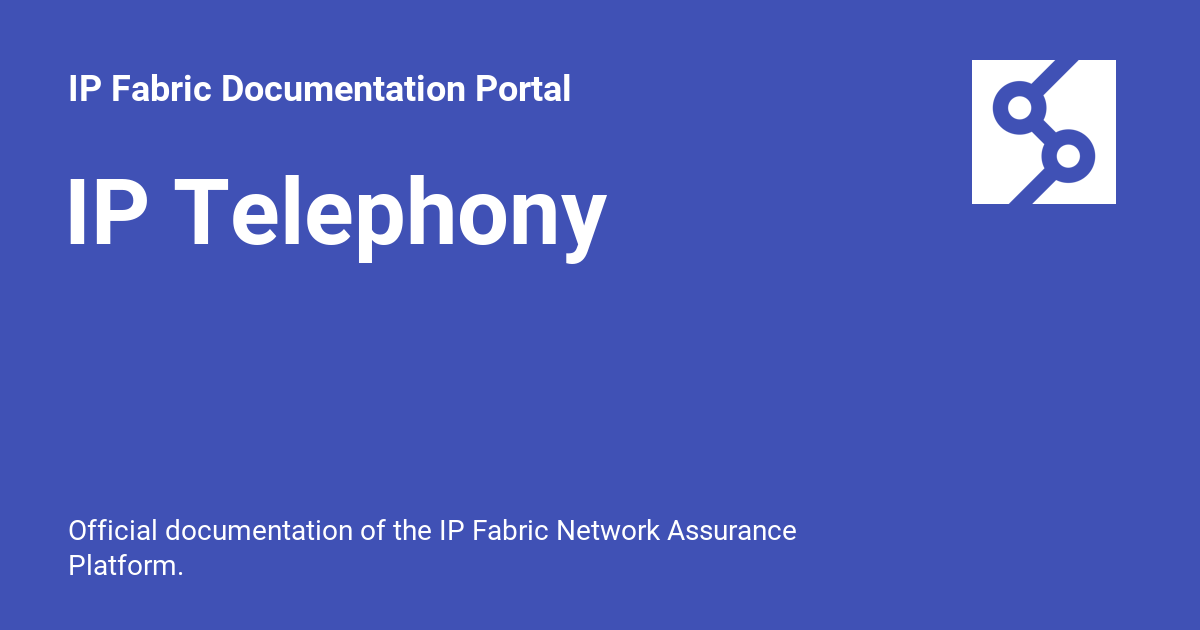 IP Fabric Documentation Portal
IP Telephony
Official documentation of the IP Fabric Network Assurance
Platform.